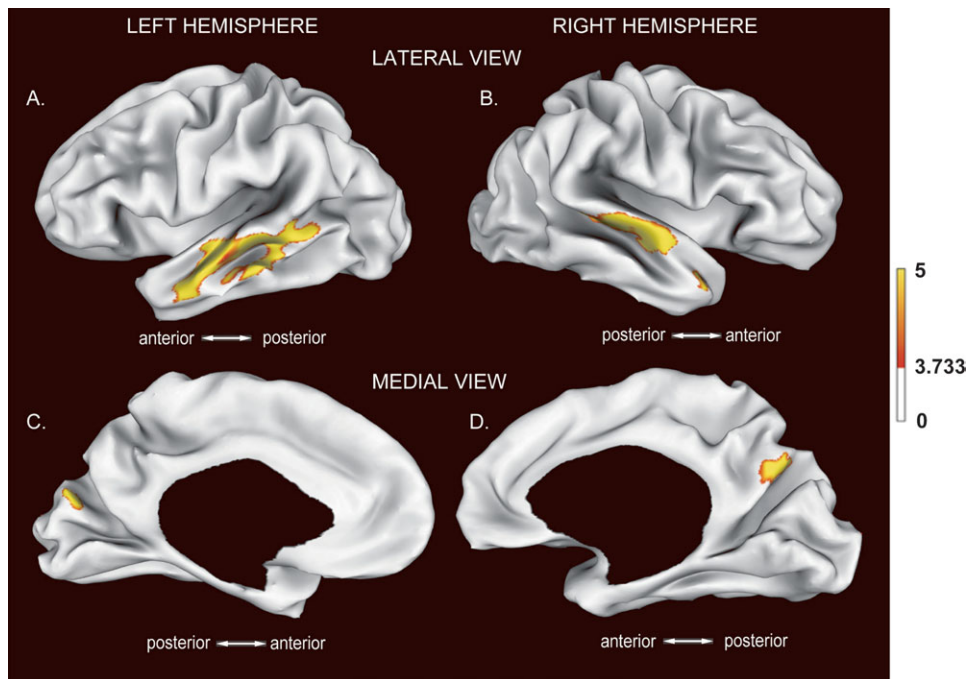 LEFT HEMISPHERE RIGHT HEMISPHERE
LATERAL VIEW
A. B.
anterior posterior posterior anterior
5
3.733
0
MEDIAL VIEW
C. D.
posterior anterior anterior posterior